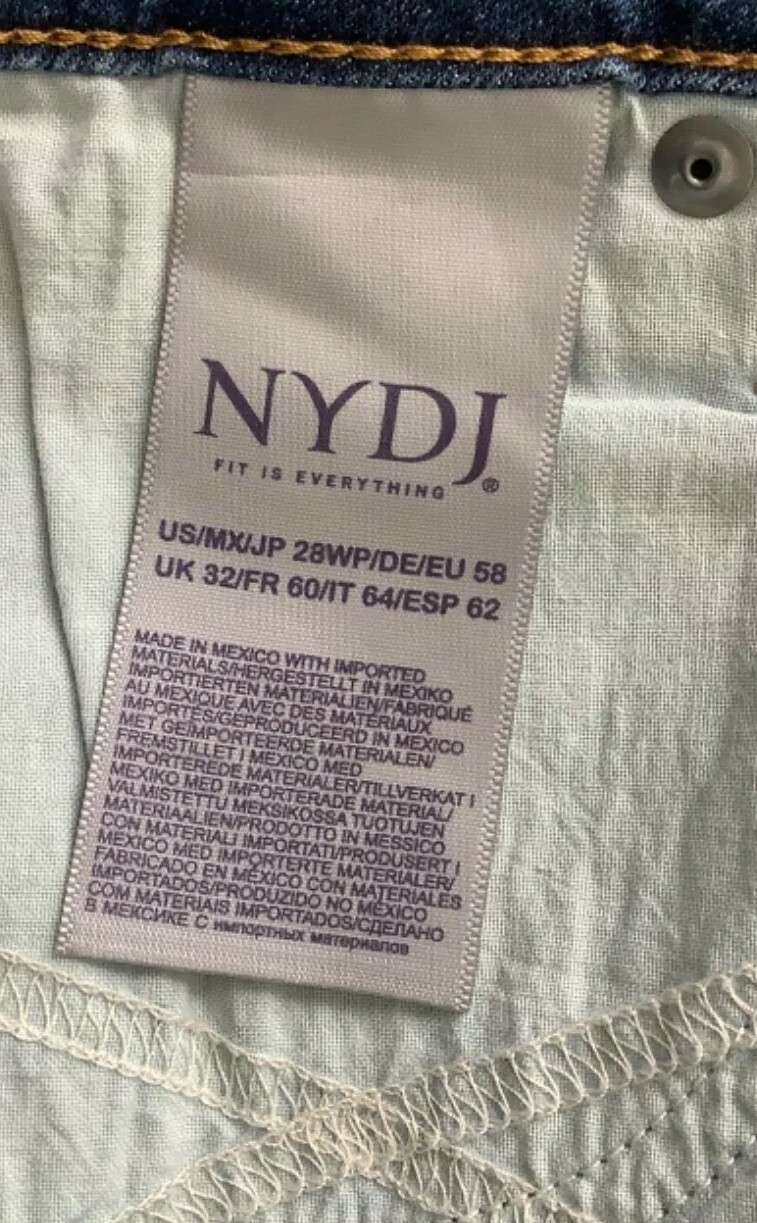 NYDJ®
FIT IS EVERYTHING
US/MX/JP 28WP/DE/EU 58
UK 32/FR 60/IT 64/ESP 62
MADE IN MEXICO WITH IMPORTED
MATERIALS/HERGESTELLT IN MEXIKO
IMPORTIERTEN MATERIALIEN/FABRIQUÉ
AU MEXIQUE AVEC DES MATÉRIAUX
IMPORTÉS/GEPRODUCEERD IN MEXICO
MET GEÏMPORTEERDE MATERIALEN/
FREMSTILLET I MEXICO MED
IMPORTEREDE MATERIALER/TILLVERKAT I
MEXIKO MED IMPORTERADE MATERIAL/
VALMISTETTU MEKSIKOSSA TUOTUJEN
MATERIAALIEN/PRODOTTO IN MESSICO
CON MATERIALI IMPORTATI/PRODUSERT I
MEXICO MED IMPORTERTE MATERIALER/
FABRICADO EN MÉXICO CON MATERIALES
IMPORTADOS/PRODUZIDO NO MÉXICO
COM MATERIAIS IMPORTADOS/СДЕЛАНО
В МЕКСИКЕ С импортных материалов